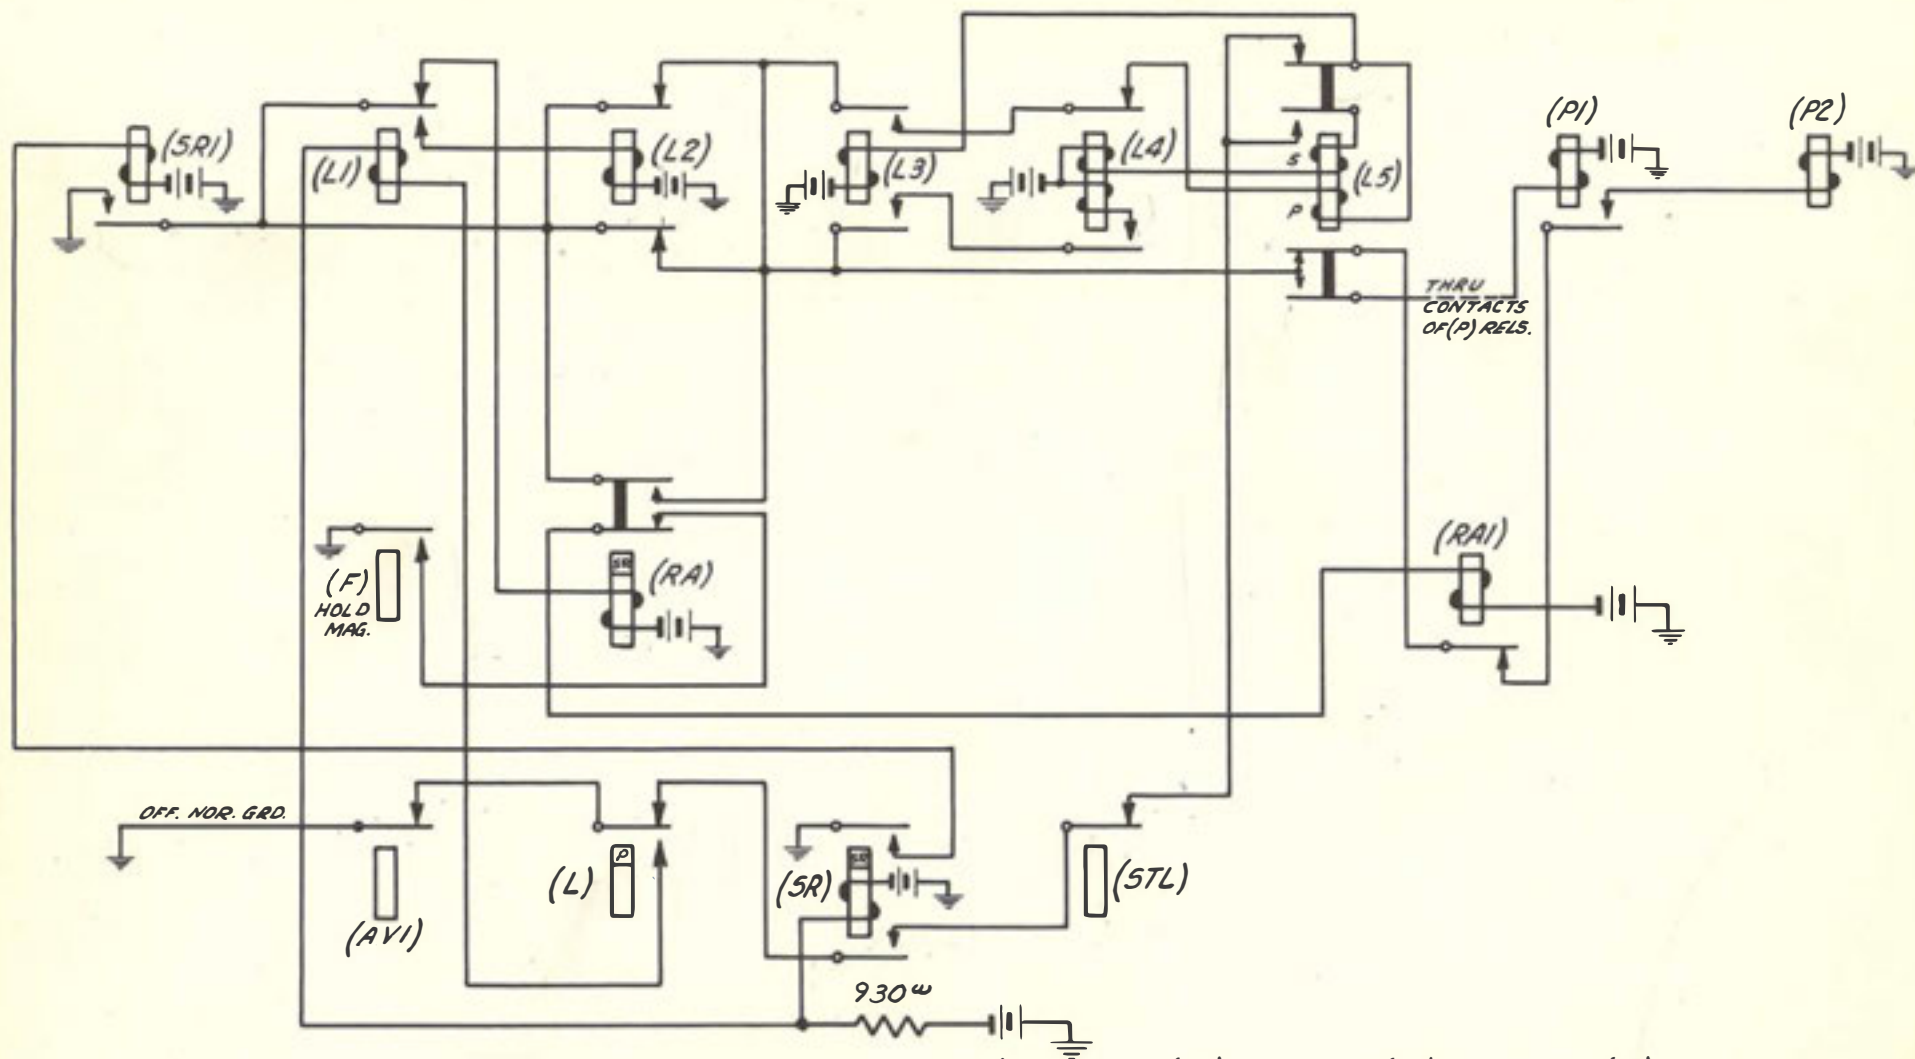 (P1)
(P2)
(SR1)
(L1)
(L2)
(L3)
(L4)
(L5)
S
P
THRU
CONTACTS
OF (P) RELS.
(RA1)
SR
(RA)
(F)
HOLD
MAG.
OFF. NOR. GRD.
P
(L)
SR
(SR)
(STL)
(AV1)
930ω